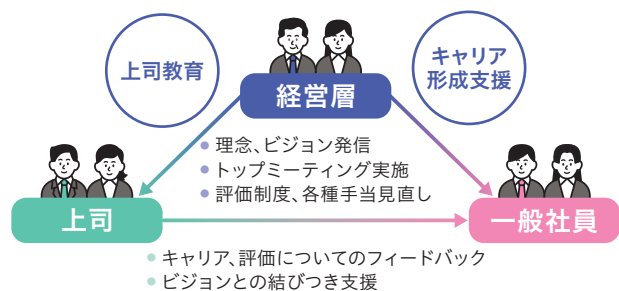 上司教育
キャリア
形成支援
経営層
● 理念、ビジョン発信
● トップミーティング実施
● 評価制度、各種手当見直し
上司
一般社員
● キャリア、評価についてのフィードバック
● ビジョンとの結びつき支援